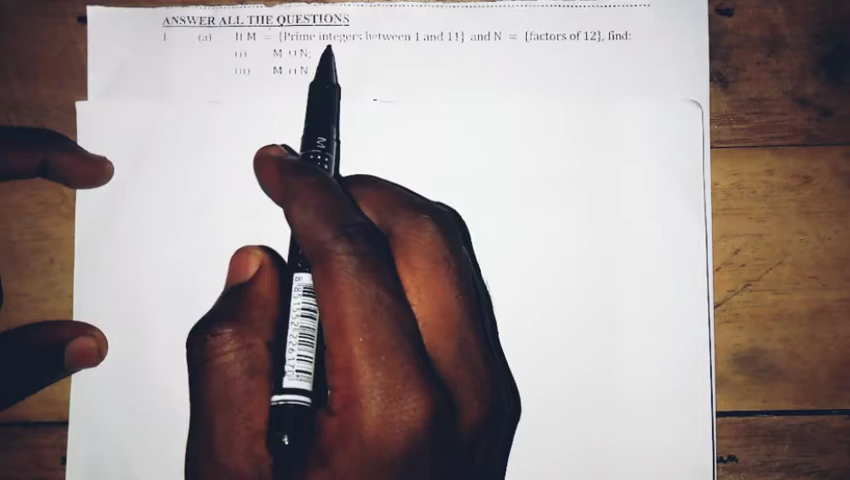 ANSWER ALL THE QUESTIONS
1 (a) If M = {Prime integers between 1 and 11} and N = {factors of 12}, find:
(i) M ∪ N;
(ii) M ∩ N